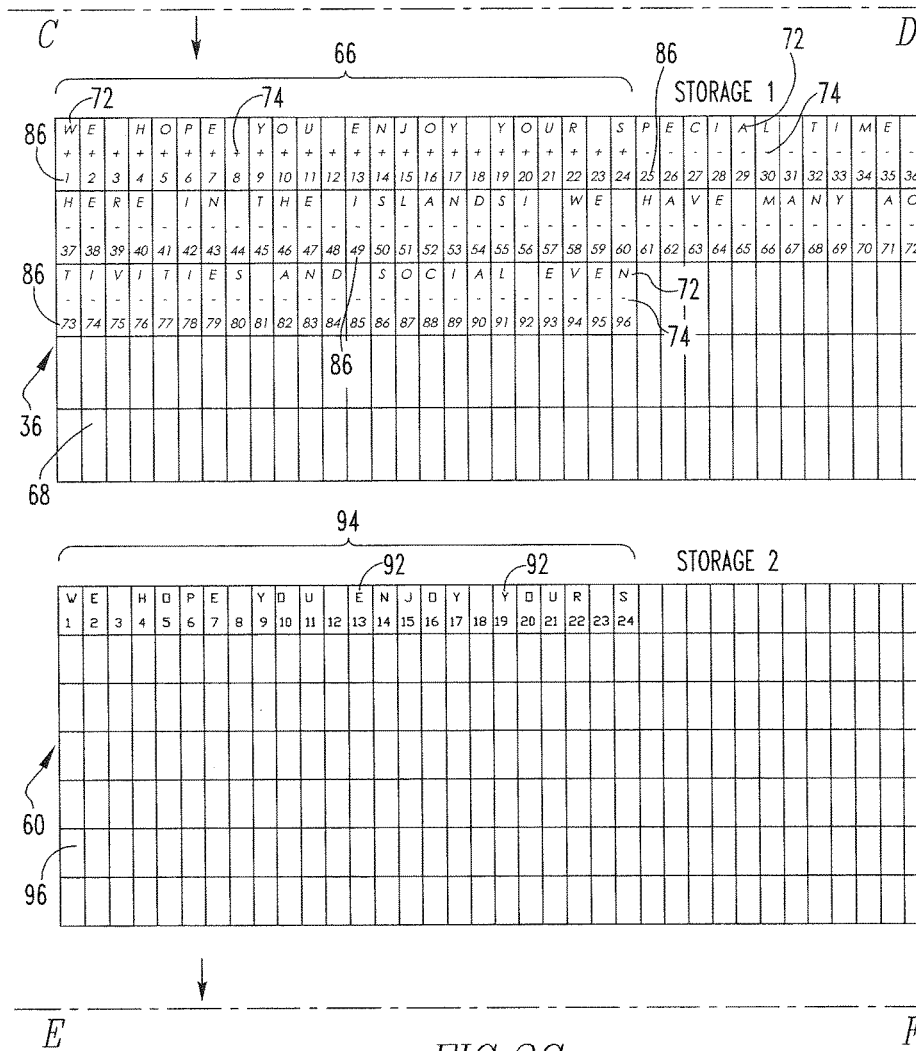 C D
66 72
86 STORAGE 1
72 74 74
86 W E H O P E Y O U E N J O Y Y O U R S P E C I A L T I M E
+ + + + + + + + + + + + + + + + + + + + + + + + - - - - - - - - - - - -
1 2 3 4 5 6 7 8 9 10 11 12 13 14 15 16 17 18 19 20 21 22 23 24 25 26 27 28 29 30 31 32 33 34 35 36
H E R E I N T H E I S L A N D S I W E H A V E M A N Y A C
- - - - - - - - - - - - - - - - - - - - - - - - - - - - - - - - - - - -
37 38 39 40 41 42 43 44 45 46 47 48 49 50 51 52 53 54 55 56 57 58 59 60 61 62 63 64 65 66 67 68 69 70 71 72
86 T I V I T I E S A N D S O C I A L E V E N 72
- - - - - - - - - - - - - - - - - - - - - - - -
73 74 75 76 77 78 79 80 81 82 83 84 85 86 87 88 89 90 91 92 93 94 95 96 74
86
36
68
94
92 92 STORAGE 2
W E H O P E Y O U E N J O Y Y O U R S
1 2 3 4 5 6 7 8 9 10 11 12 13 14 15 16 17 18 19 20 21 22 23 24
60
96
E F